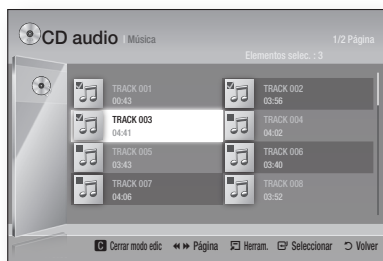 CD audio | Música
1/2 Página
Elementos selec. : 3
TRACK 001
00:43
TRACK 002
03:56
TRACK 003
04:41
TRACK 004
04:02
TRACK 005
03:43
TRACK 006
03:40
TRACK 007
04:06
TRACK 008
03:52
C Cerrar modo edic Página Herram. Seleccionar Volver